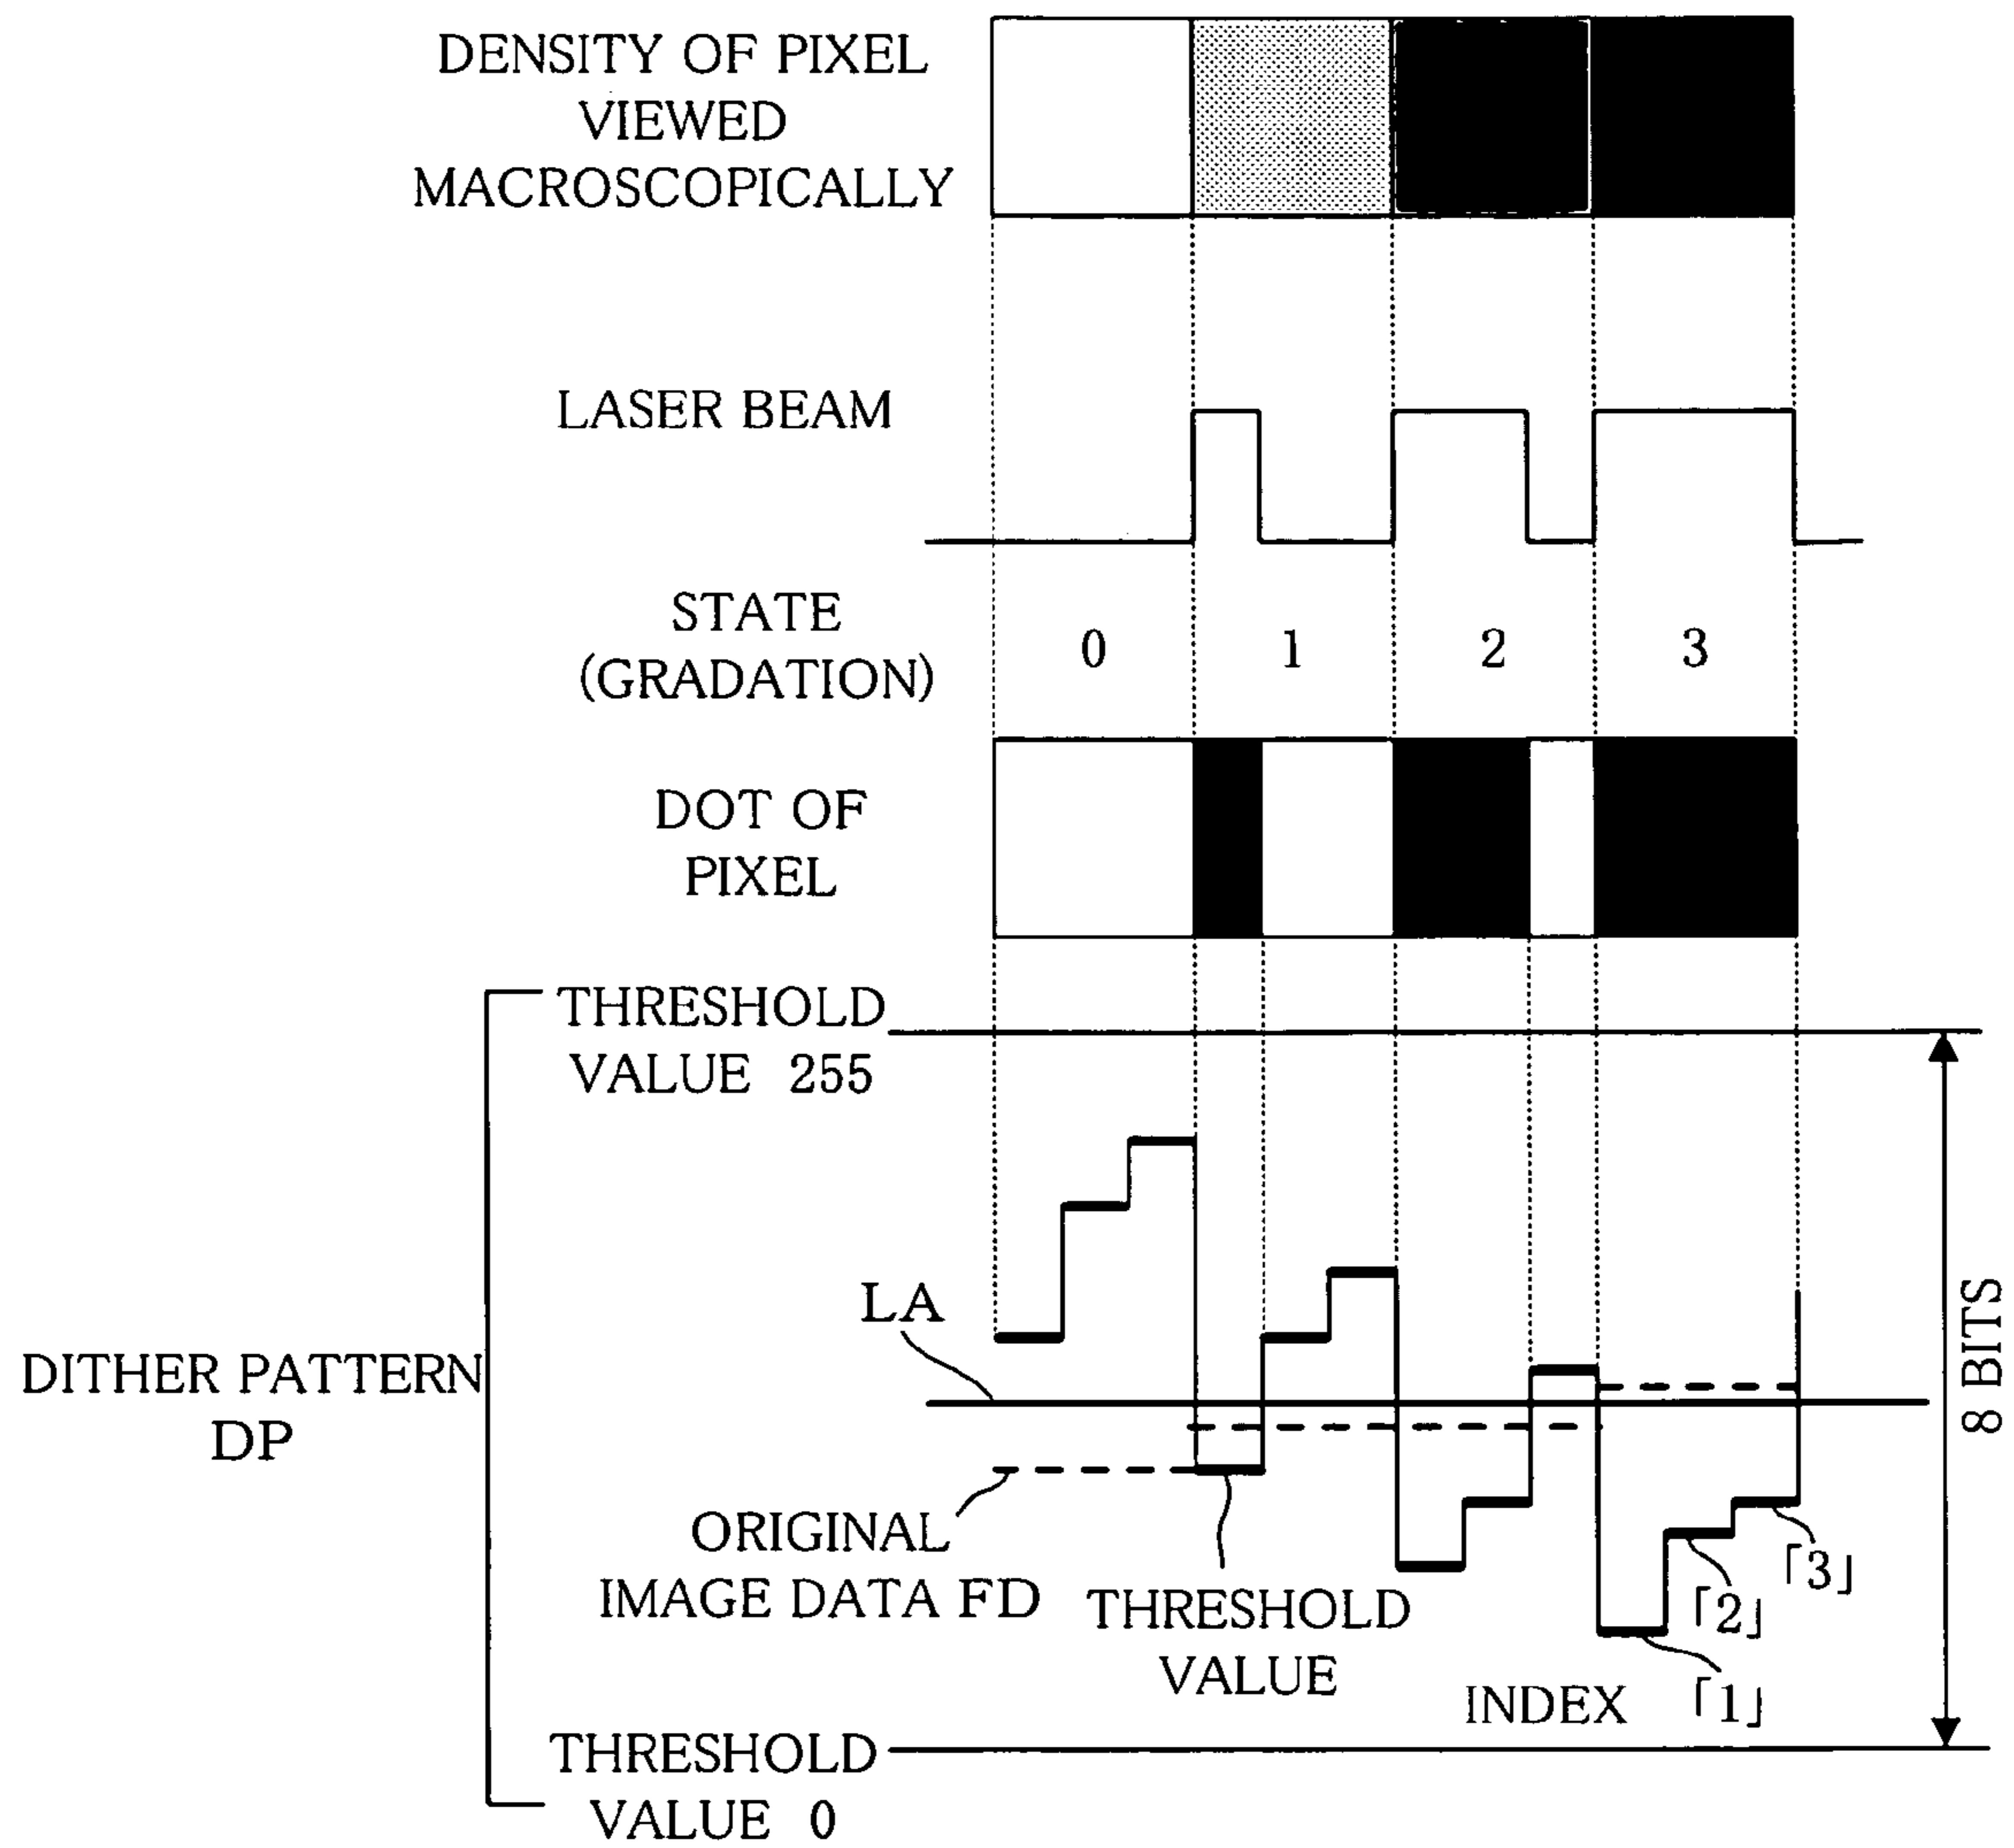 DENSITY OF PIXEL
VIEWED
MACROSCOPICALLY
LASER BEAM
STATE
(GRADATION)
0 1 2 3
DOT OF
PIXEL
THRESHOLD
VALUE 255
LA
8 BITS
DITHER PATTERN
DP
ORIGINAL
IMAGE DATA FD
THRESHOLD
VALUE
INDEX
「1」
「2」
「3」
THRESHOLD
VALUE 0